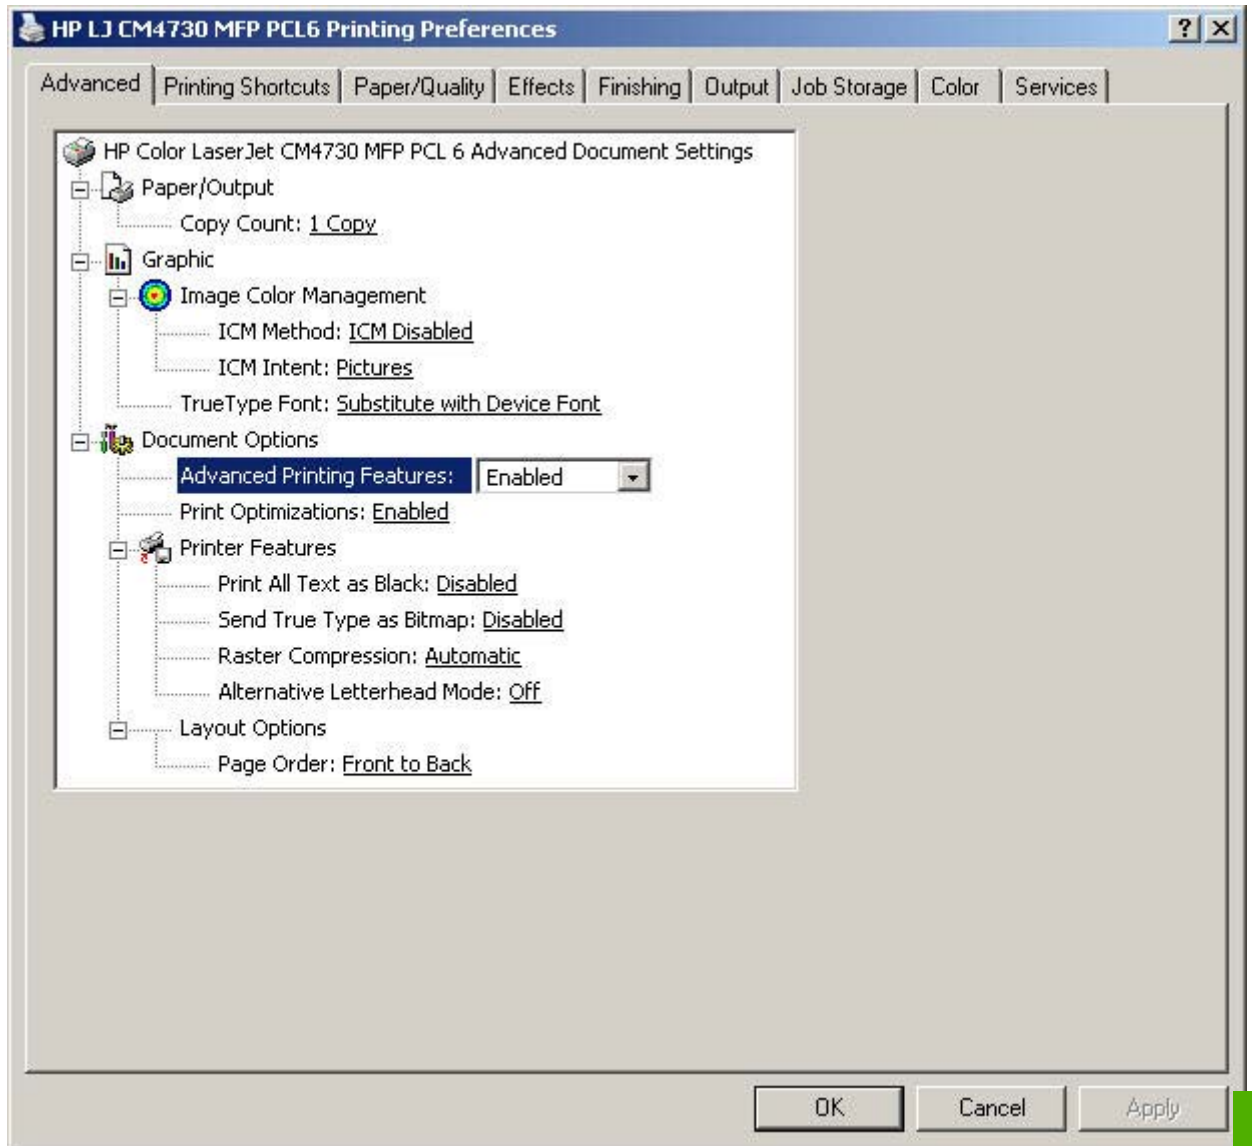 HP LJ CM4730 MFP PCL6 Printing Preferences
Advanced Printing Shortcuts Paper/Quality Effects Finishing Output Job Storage Color Services
HP Color LaserJet CM4730 MFP PCL 6 Advanced Document Settings
Paper/Output
Copy Count: 1 Copy
Graphic
Image Color Management
ICM Method: ICM Disabled
ICM Intent: Pictures
TrueType Font: Substitute with Device Font
Document Options
Advanced Printing Features: Enabled
Print Optimizations: Enabled
Printer Features
Print All Text as Black: Disabled
Send True Type as Bitmap: Disabled
Raster Compression: Automatic
Alternative Letterhead Mode: Off
Layout Options
Page Order: Front to Back
OK Cancel Apply